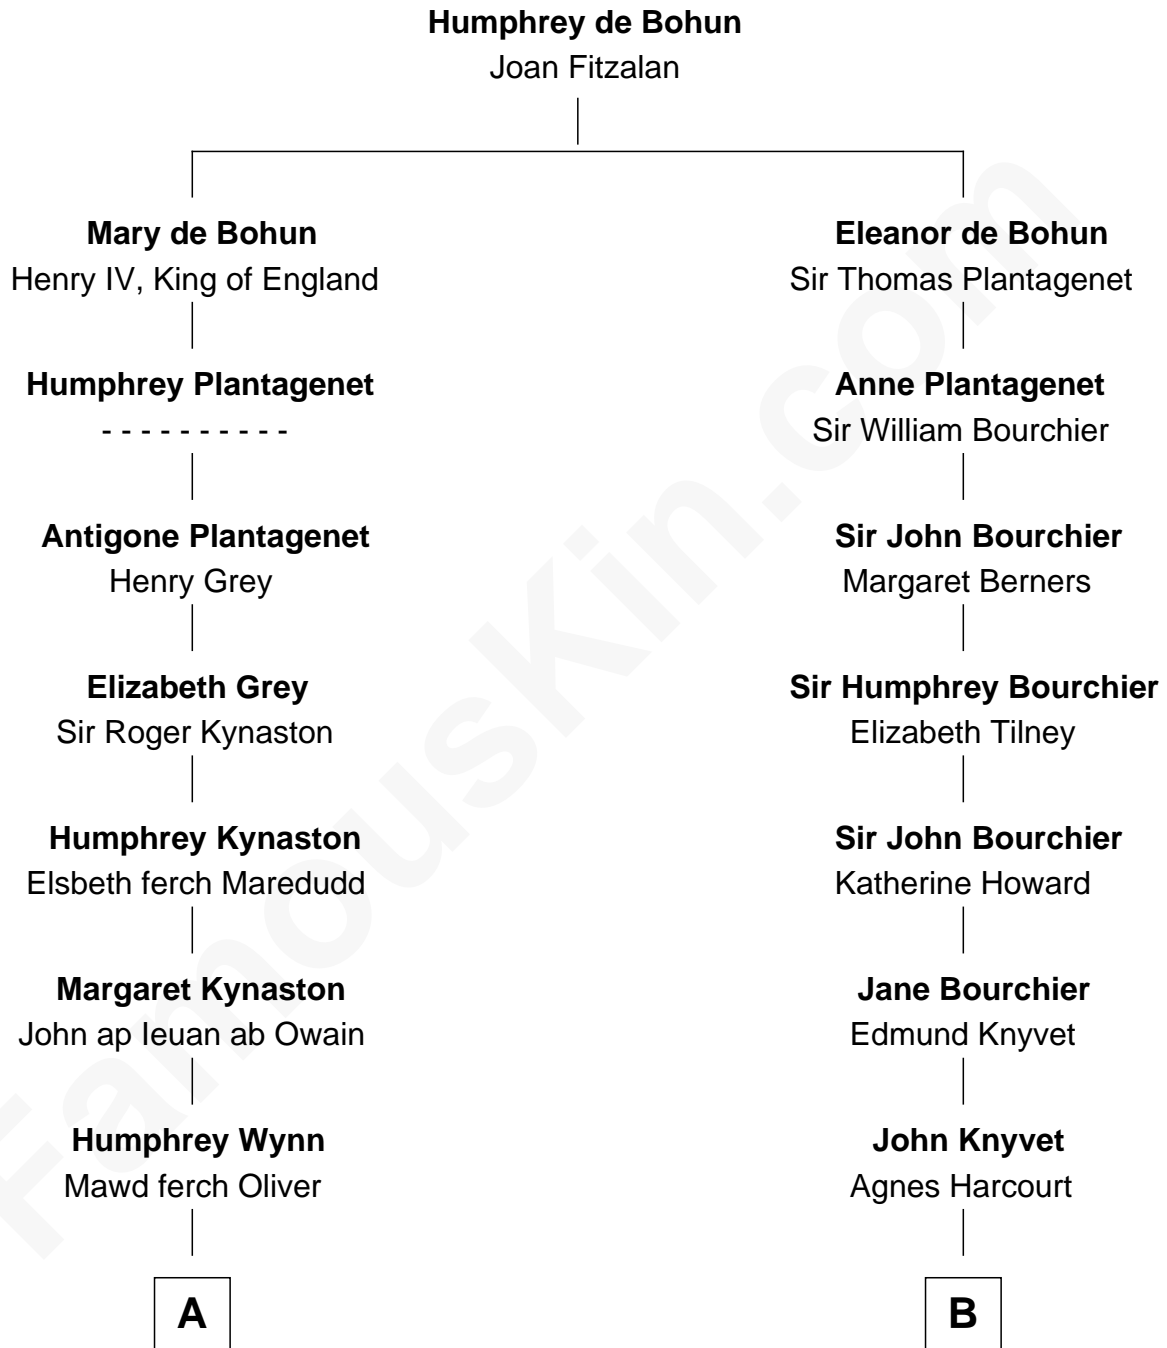 Humphrey de Bohun
Joan Fitzalan
Mary de Bohun
Henry IV, King of England
Humphrey Plantagenet
- - - - - - - - - -
Antigone Plantagenet
Henry Grey
Elizabeth Grey
Sir Roger Kynaston
Humphrey Kynaston
Elsbeth ferch Maredudd
Margaret Kynaston
John ap Ieuan ab Owain
Humphrey Wynn
Mawd ferch Oliver
A
Eleanor de Bohun
Sir Thomas Plantagenet
Anne Plantagenet
Sir William Bourchier
Sir John Bourchier
Margaret Berners
Sir Humphrey Bourchier
Elizabeth Tilney
Sir John Bourchier
Katherine Howard
Jane Bourchier
Edmund Knyvet
John Knyvet
Agnes Harcourt
B
FamousKin.com